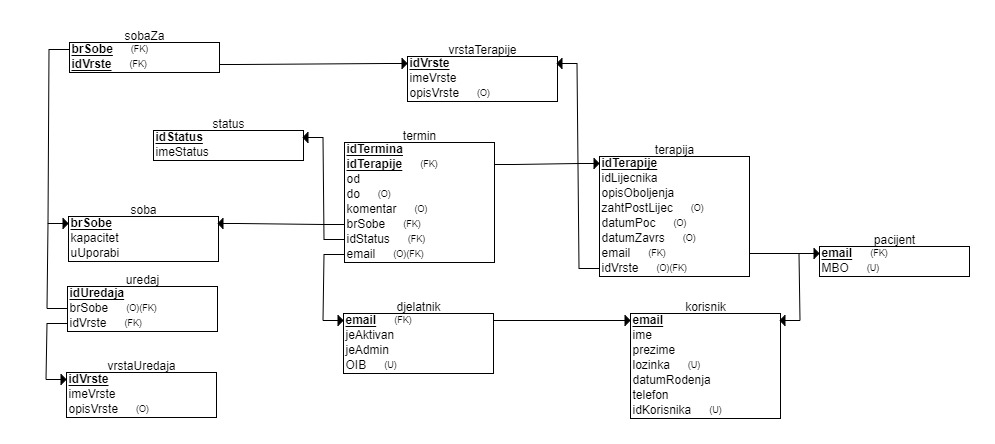 sobaZa
brSobe (FK)
idVrste (FK)
vrstaTerapije
idVrste
imeVrste
opisVrste (O)
status
idStatus
imeStatus
termin
idTermina
idTerapije (FK)
od
do (O)
komentar (O)
brSobe (FK)
idStatus (FK)
email (O)(FK)
terapija
idTerapije
idLijecnika
opisOboljenja
zahtPostLijec (O)
datumPoc (O)
datumZavrs (O)
email (FK)
idVrste (O)(FK)
soba
brSobe
kapacitet
uUporabi
pacijent
email (FK)
MBO (U)
uredaj
idUredaja
brSobe (O)(FK)
idVrste (FK)
djelatnik
email (FK)
jeAktivan
jeAdmin
OIB (U)
korisnik
email
ime
prezime
lozinka (U)
datumRodenja
telefon
idKorisnika (U)
vrstaUredaja
idVrste
imeVrste
opisVrste (O)